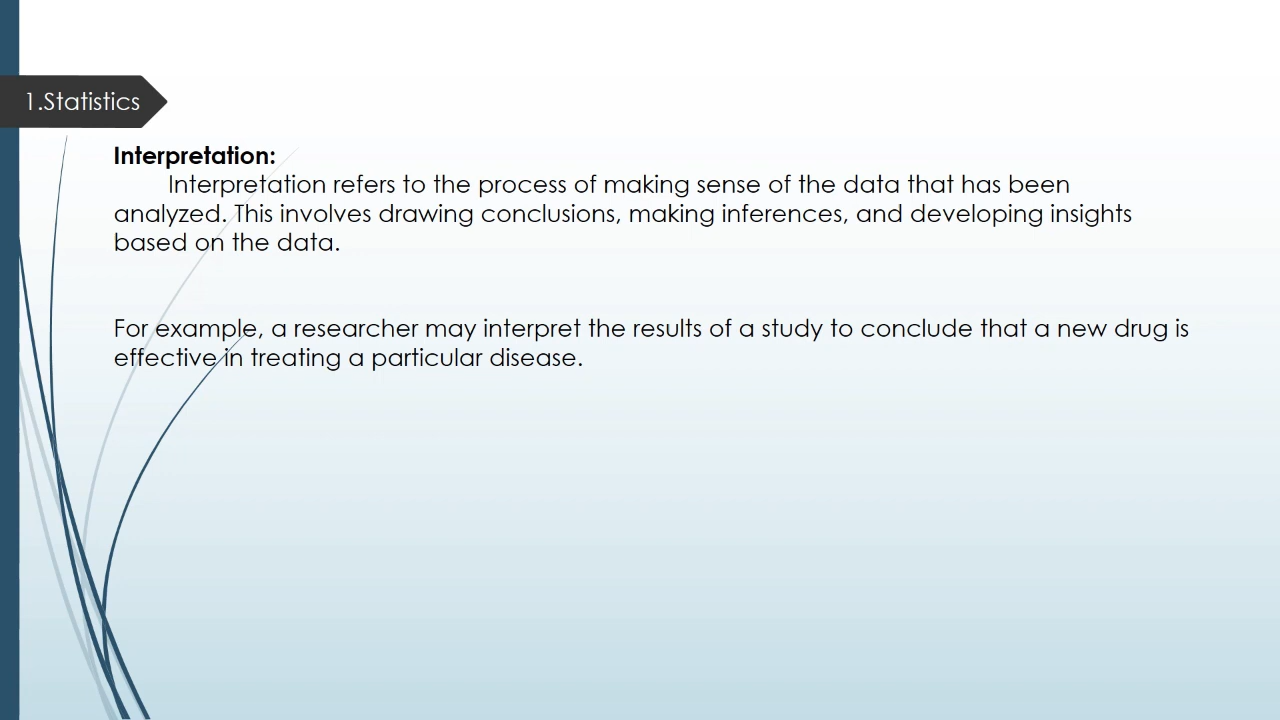 1.Statistics
Interpretation:
Interpretation refers to the process of making sense of the data that has been
analyzed. This involves drawing conclusions, making inferences, and developing insights
based on the data.
For example, a researcher may interpret the results of a study to conclude that a new drug is
effective in treating a particular disease.